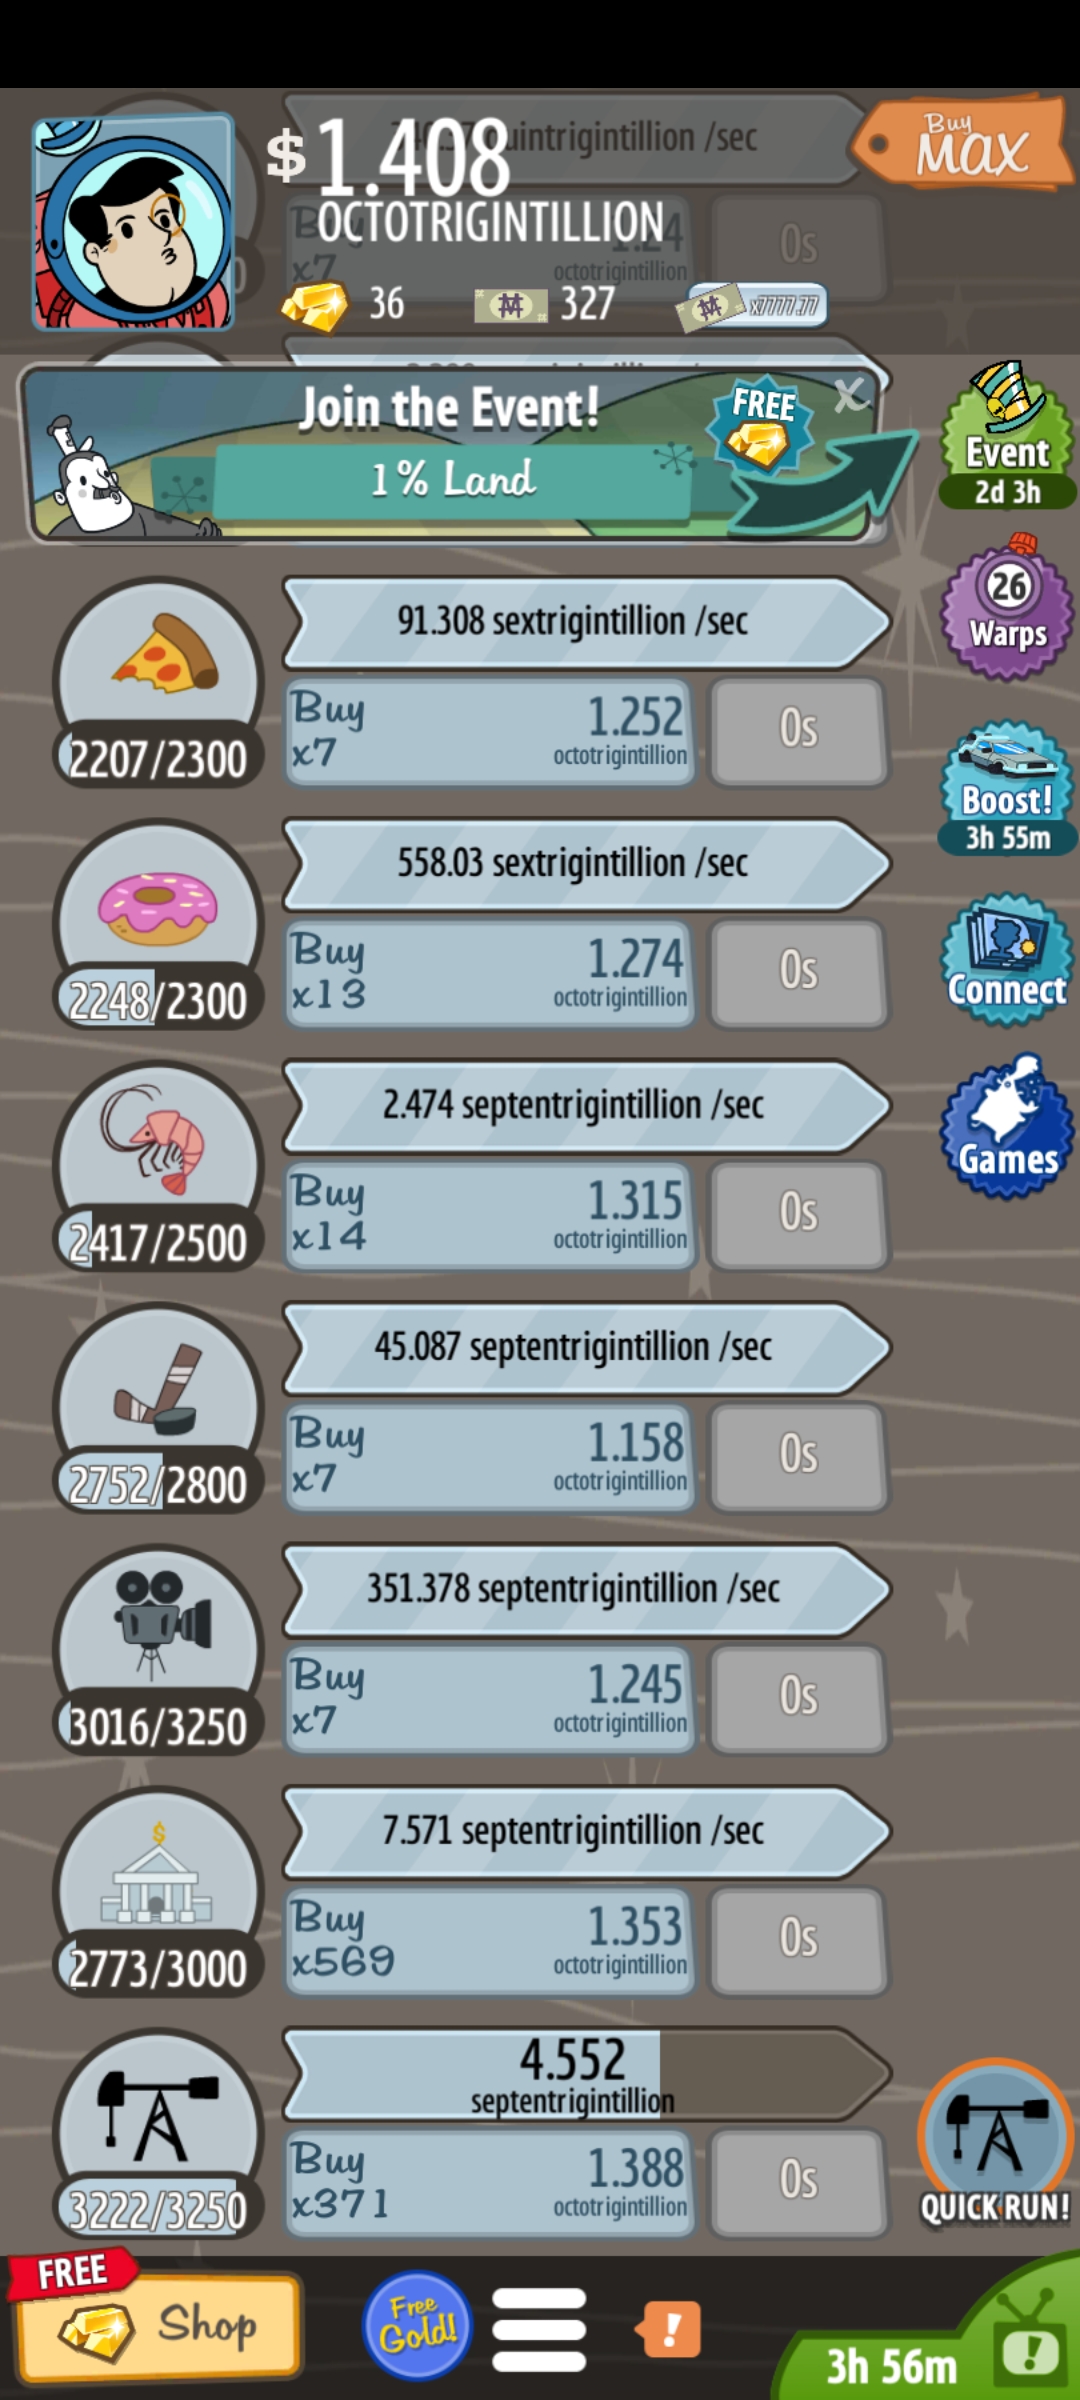 $1.408
OCTOTRIGINTILLION
Buy
MAX
/sec
Buy
x7
octotrigintillion
0s
36
327
x7777.77
Join the Event!
1% Land
FREE
X
Event
2d 3h
91.308 sextrigintillion /sec
Buy
x7
1.252
octotrigintillion
0s
2207/2300
26
Warps
558.03 sextrigintillion /sec
Buy
x13
1.274
octotrigintillion
0s
2248/2300
Boost!
3h 55m
2.474 septentrigintillion /sec
Buy
x14
1.315
octotrigintillion
0s
2417/2500
Connect
Games
45.087 septentrigintillion /sec
Buy
x7
1.158
octotrigintillion
0s
2752/2800
351.378 septentrigintillion /sec
Buy
x7
1.245
octotrigintillion
0s
3016/3250
$
7.571 septentrigintillion /sec
Buy
x569
1.353
octotrigintillion
0s
2773/3000
4.552
septentrigintillion
Buy
x371
1.388
octotrigintillion
0s
3222/3250
QUICK RUN!
FREE
Shop
Free
Gold!
!
3h 56m
!